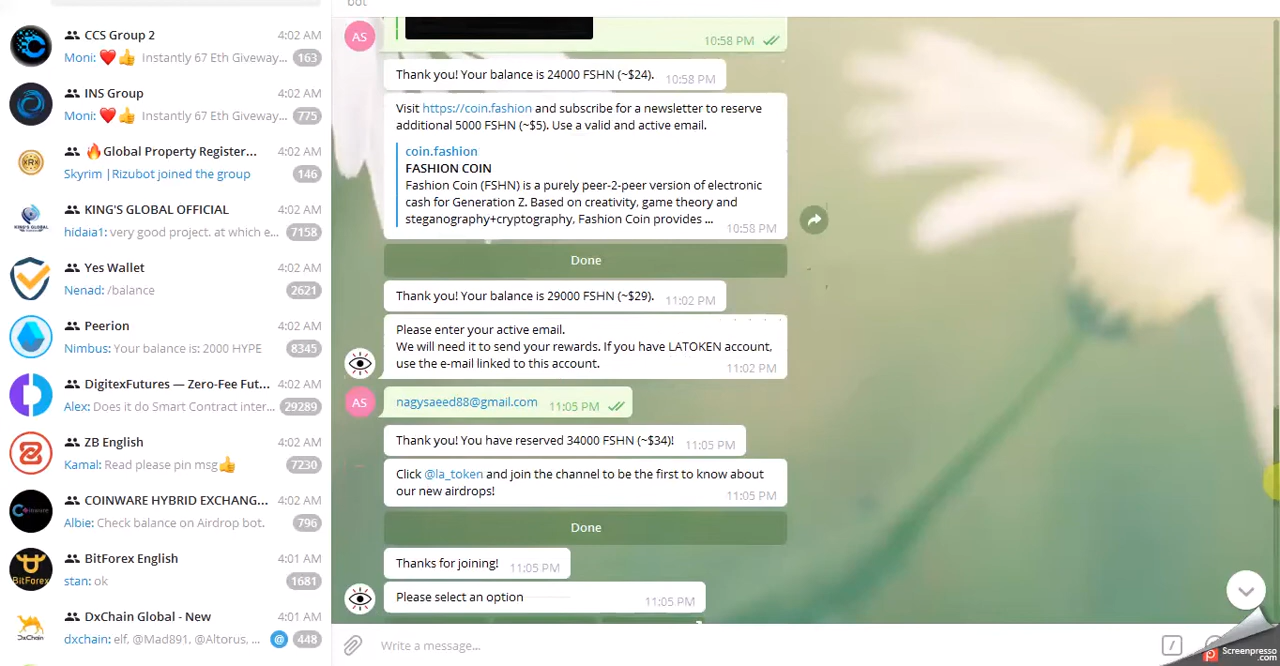 bot
CCS Group 2 4:02 AM
Moni: ❤️👍 Instantly 67 Eth Giveway... 163
INS Group 4:02 AM
Moni: ❤️👍 Instantly 67 Eth Giveway... 775
🔥Global Property Register... 4:02 AM
Skyrim |Rizubot joined the group 146
KING'S GLOBAL OFFICIAL 4:02 AM
hidaia1: very good project. at which e... 7158
Yes Wallet 4:02 AM
Nenad: /balance 2621
Peerion 4:02 AM
Nimbus: Your balance is: 2000 HYPE 8345
DigitexFutures — Zero-Fee Fut... 4:02 AM
Alex: Does it do Smart Contract inter... 29289
ZB English 4:02 AM
Kamal: Read please pin msg👍 7230
COINWARE HYBRID EXCHANG... 4:02 AM
Albie: Check balance on Airdrop bot. 796
BitForex English 4:01 AM
stan: ok 1681
BitForex
DxChain Global - New 4:01 AM
dxchain: elf, @Mad891, @Altorus, ... @ 448
DxChain
AS
10:58 PM
Thank you! Your balance is 24000 FSHN (~$24). 10:58 PM
Visit https://coin.fashion and subscribe for a newsletter to reserve
additional 5000 FSHN (~$5). Use a valid and active email.
coin.fashion
FASHION COIN
Fashion Coin (FSHN) is a purely peer-2-peer version of electronic
cash for Generation Z. Based on creativity, game theory and
steganography+cryptography, Fashion Coin provides ...
10:58 PM
Done
Thank you! Your balance is 29000 FSHN (~$29). 11:02 PM
Please enter your active email.
We will need it to send your rewards. If you have LATOKEN account,
use the e-mail linked to this account. 11:02 PM
AS nagysaeed88@gmail.com 11:05 PM
Thank you! You have reserved 34000 FSHN (~$34)! 11:05 PM
Click @la_token and join the channel to be the first to know about
our new airdrops! 11:05 PM
Done
Thanks for joining! 11:05 PM
Please select an option 11:05 PM
Write a message...
Screenpresso
.com